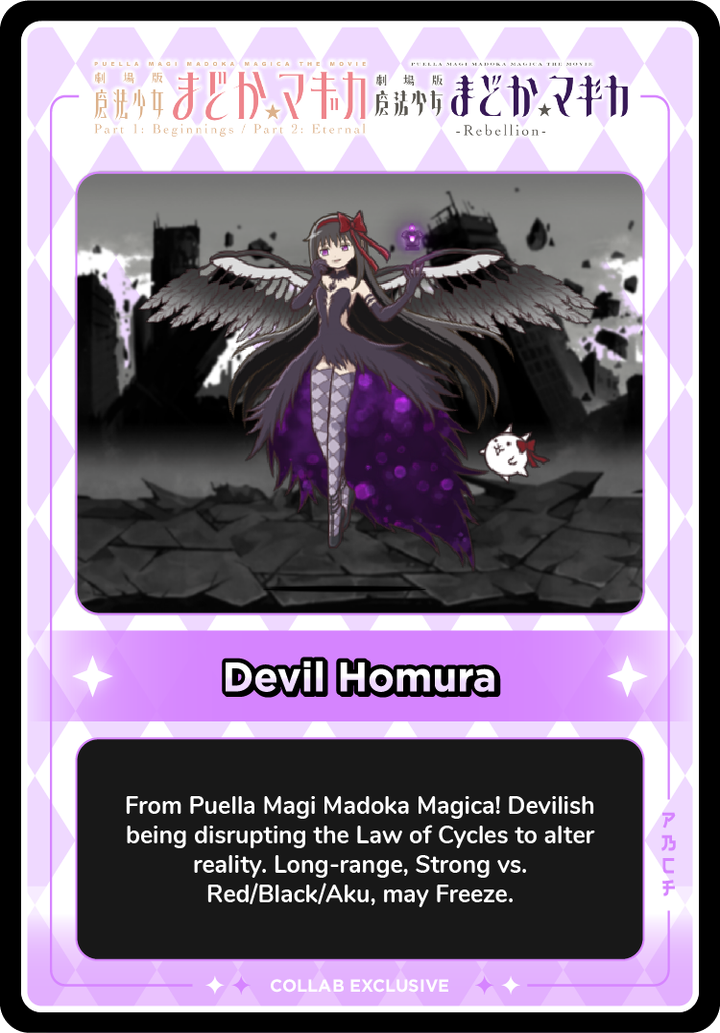 PUELLA MAGI MADOKA MAGICA THE MOVIE
劇場版
魔法少女まどか★マギカ
Part 1: Beginnings / Part 2: Eternal
PUELLA MAGI MADOKA MAGICA THE MOVIE
劇場版
魔法少女まどか★マギカ
-Rebellion-
Devil Homura
From Puella Magi Madoka Magica! Devilish
being disrupting the Law of Cycles to alter
reality. Long-range, Strong vs.
Red/Black/Aku, may Freeze.
COLLAB EXCLUSIVE